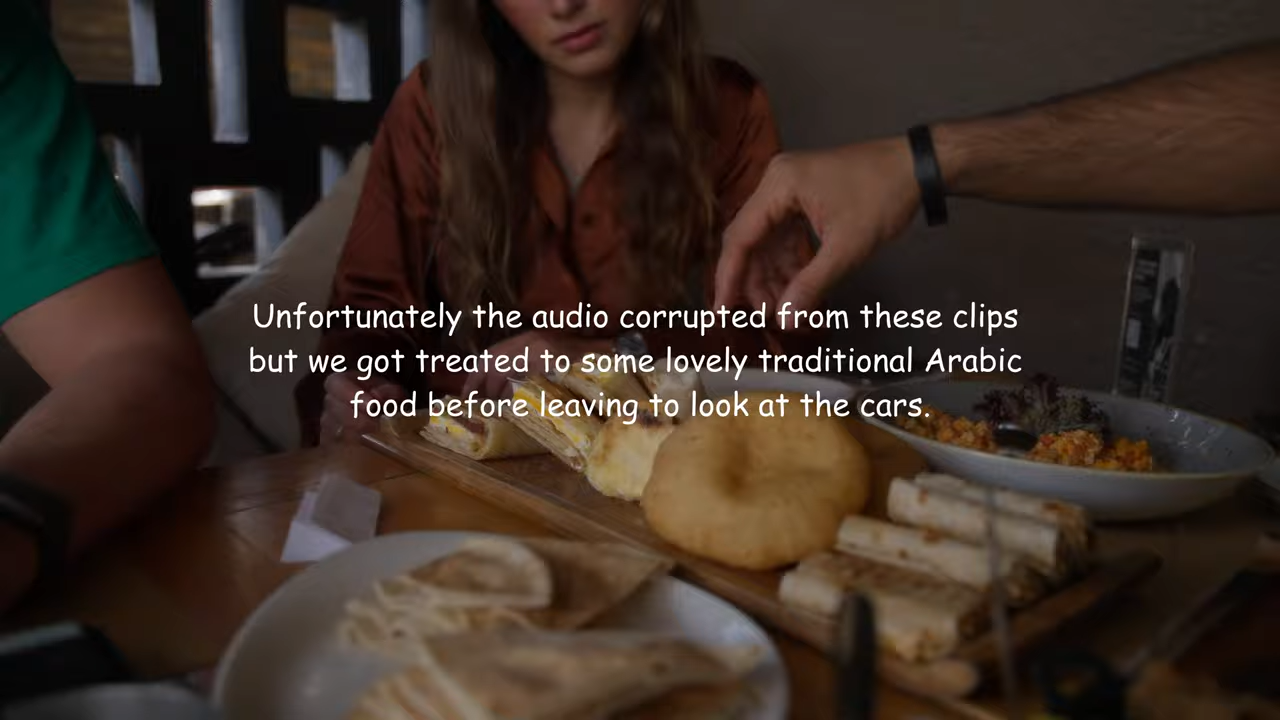 Unfortunately the audio corrupted from these clips
but we got treated to some lovely traditional Arabic
food before leaving to look at the cars.